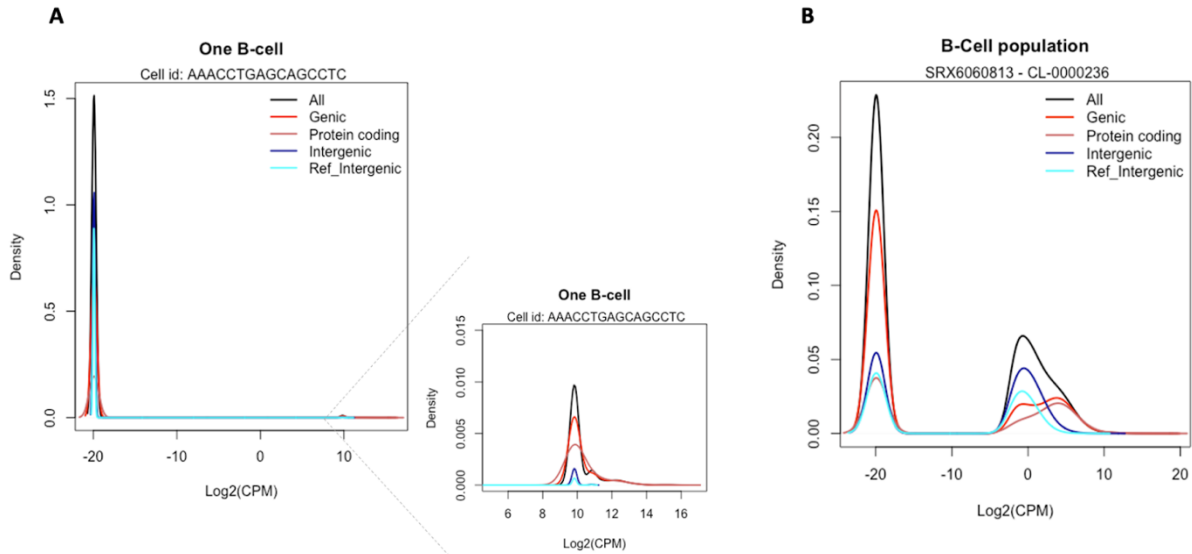 A
One B-cell
Cell id: AAACCTGAGCAGCCTC
All
Genic
Protein coding
Intergenic
Ref_Intergenic
Density
0.0
0.5
1.0
1.5
-20
-10
0
10
Log2(CPM)
One B-cell
Cell id: AAACCTGAGCAGCCTC
Density
0.000
0.005
0.010
0.015
6
8
10
12
14
16
Log2(CPM)
B
B-Cell population
SRX6060813 - CL-0000236
All
Genic
Protein coding
Intergenic
Ref_Intergenic
Density
0.00
0.05
0.10
0.15
0.20
-20
-10
0
10
20
Log2(CPM)